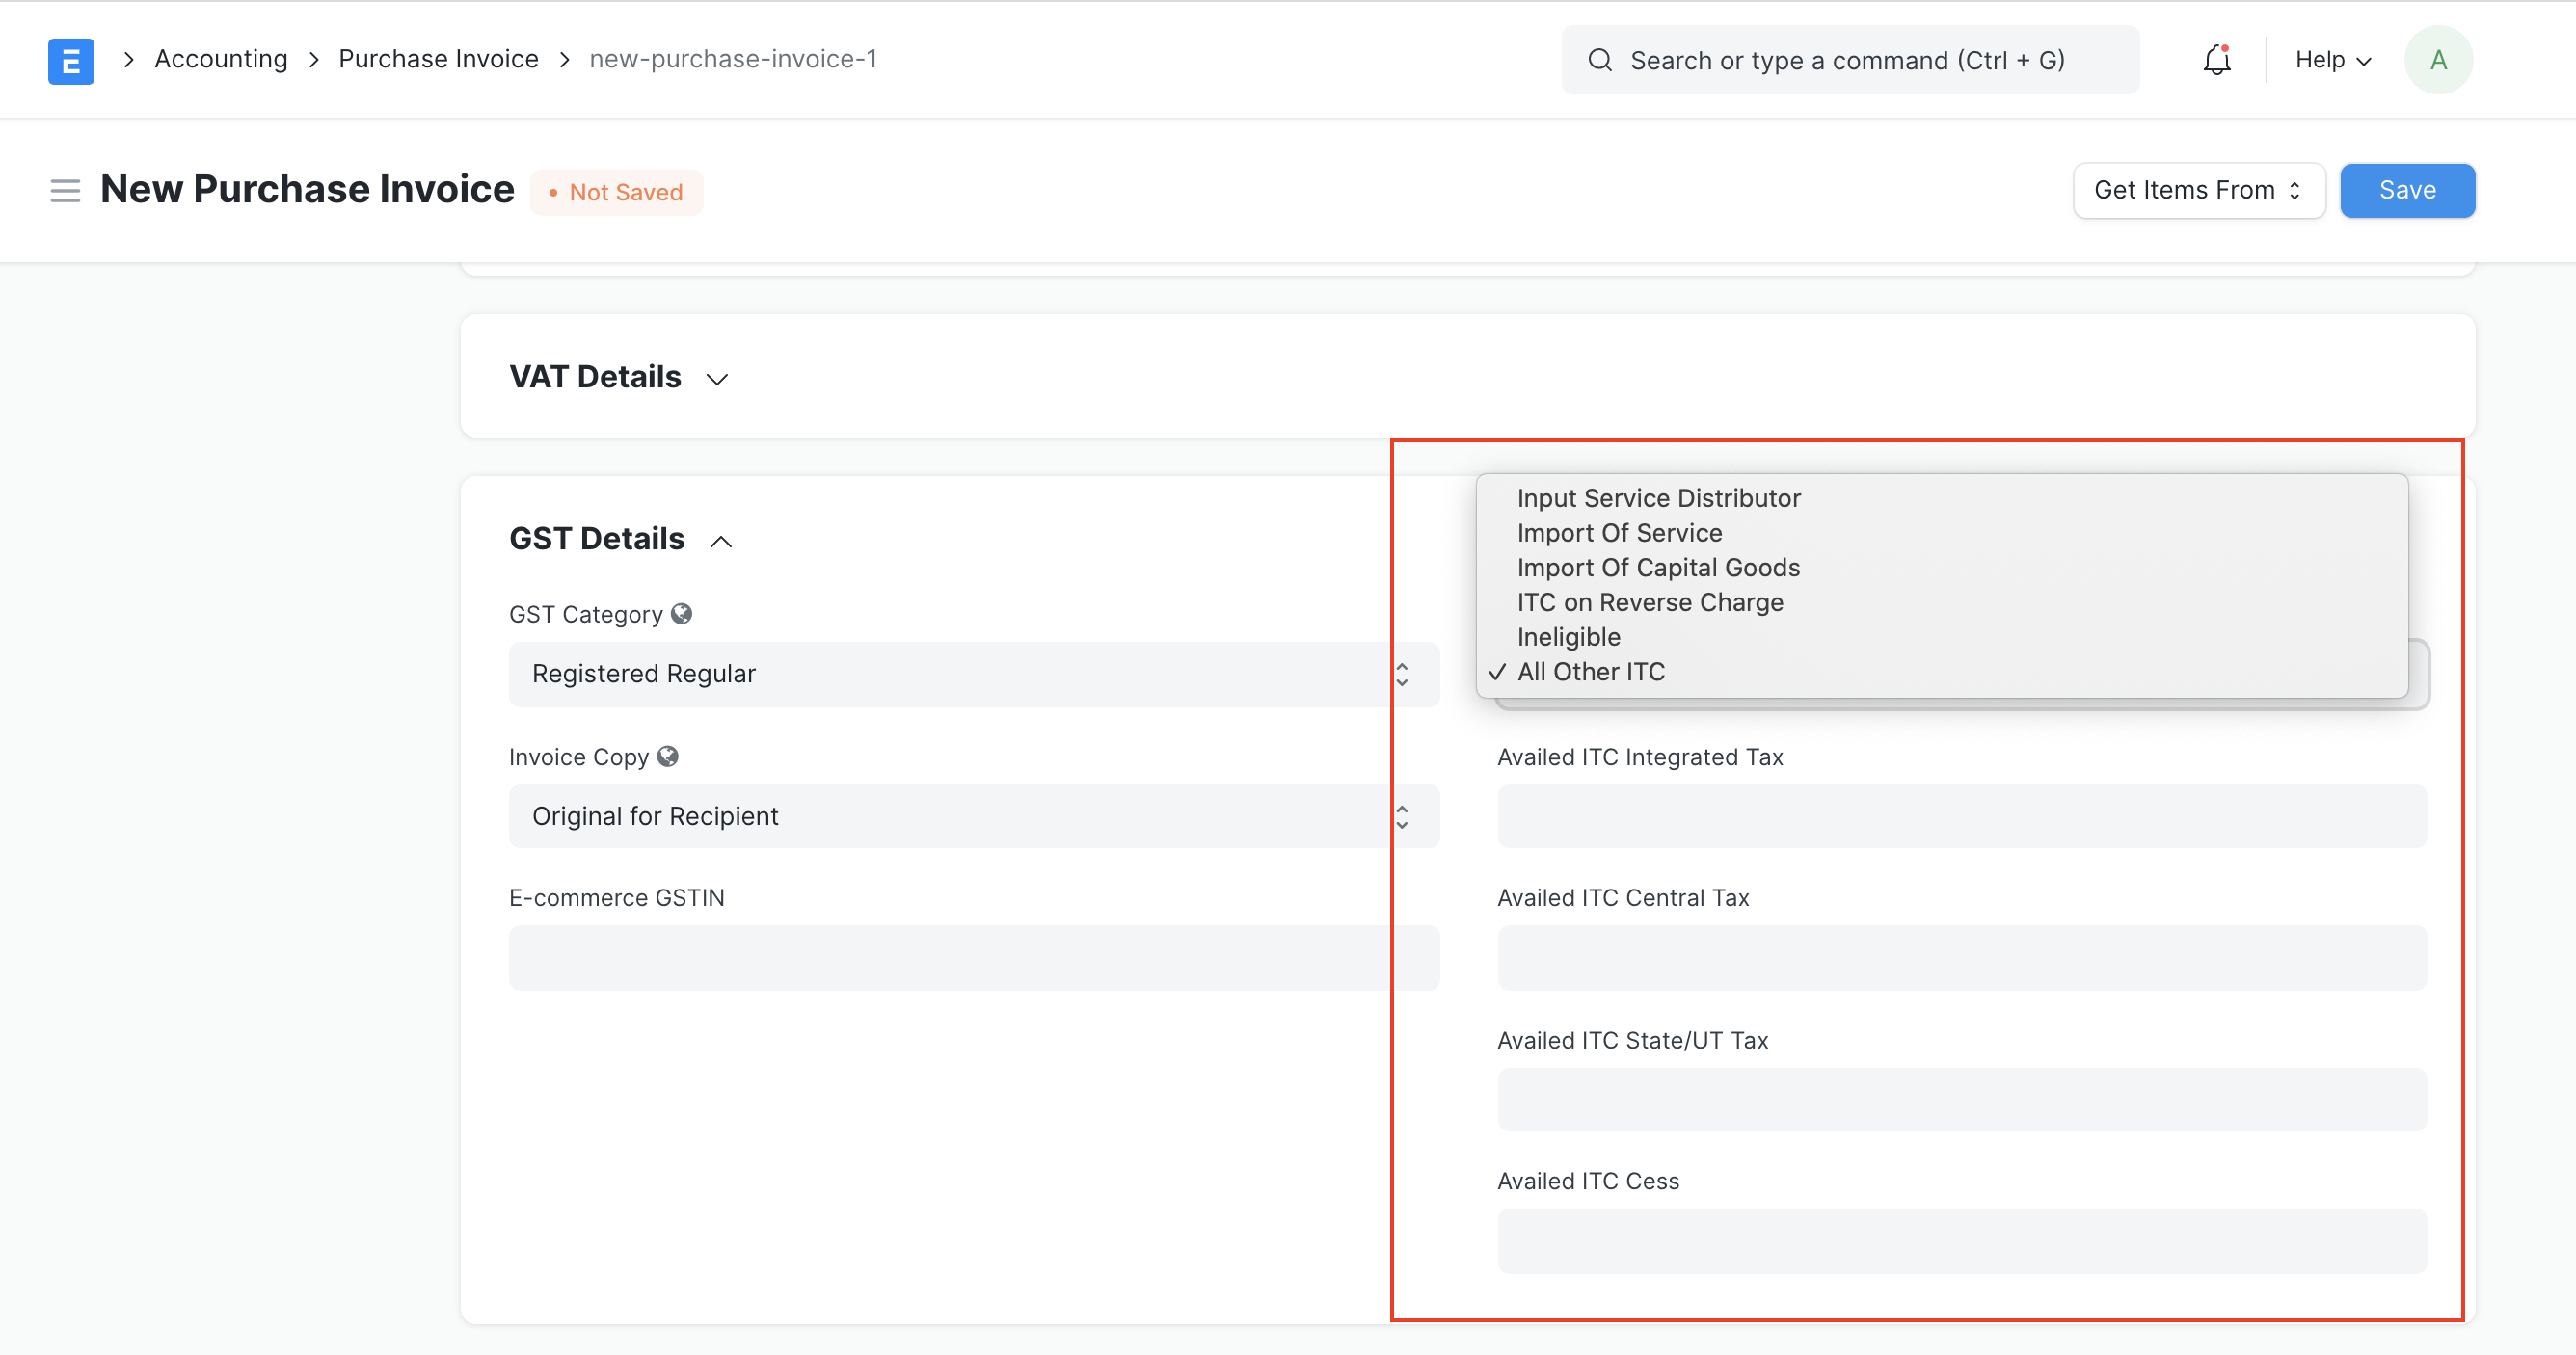 E
Accounting
Purchase Invoice
new-purchase-invoice-1
Search or type a command (Ctrl + G)
Help
A
New Purchase Invoice
Not Saved
Get Items From
Save
VAT Details
GST Details
GST Category
Registered Regular
Invoice Copy
Original for Recipient
E-commerce GSTIN
Input Service Distributor
Import Of Service
Import Of Capital Goods
ITC on Reverse Charge
Ineligible
All Other ITC
Availed ITC Integrated Tax
Availed ITC Central Tax
Availed ITC State/UT Tax
Availed ITC Cess